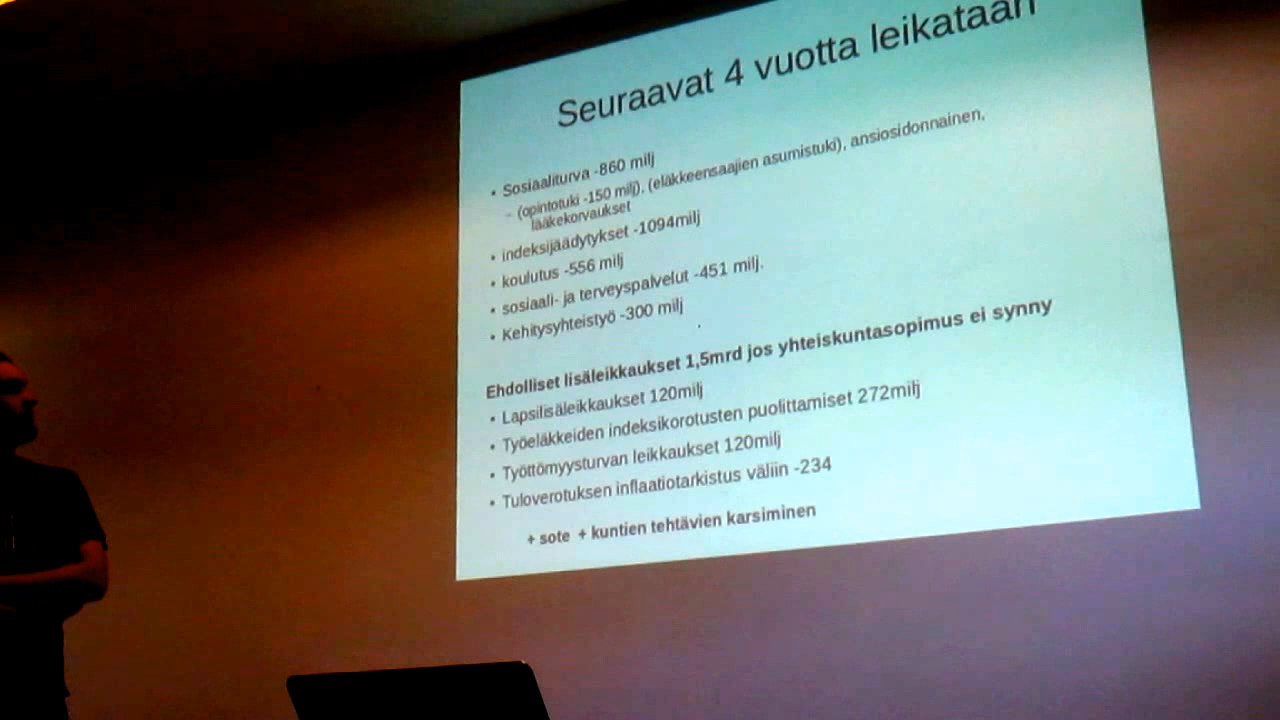 Seuraavat 4 vuotta leikataan
• Sosiaaliturva -860 milj
– (opintotuki -150 milj), (eläkkeensaajien asumistuki), ansiosidonnainen,
lääkekorvaukset
• indeksijäädytykset -1094milj
• koulutus -556 milj
• sosiaali- ja terveyspalvelut -451 milj.
• Kehitysyhteistyö -300 milj
Ehdolliset lisäleikkaukset 1,5mrd jos yhteiskuntasopimus ei synny
• Lapsilisäleikkaukset 120milj
• Työeläkkeiden indeksikorotusten puolittamiset 272milj
• Työttömyysturvan leikkaukset 120milj
• Tuloverotuksen inflaatiotarkistus väliin -234
+ sote + kuntien tehtävien karsiminen